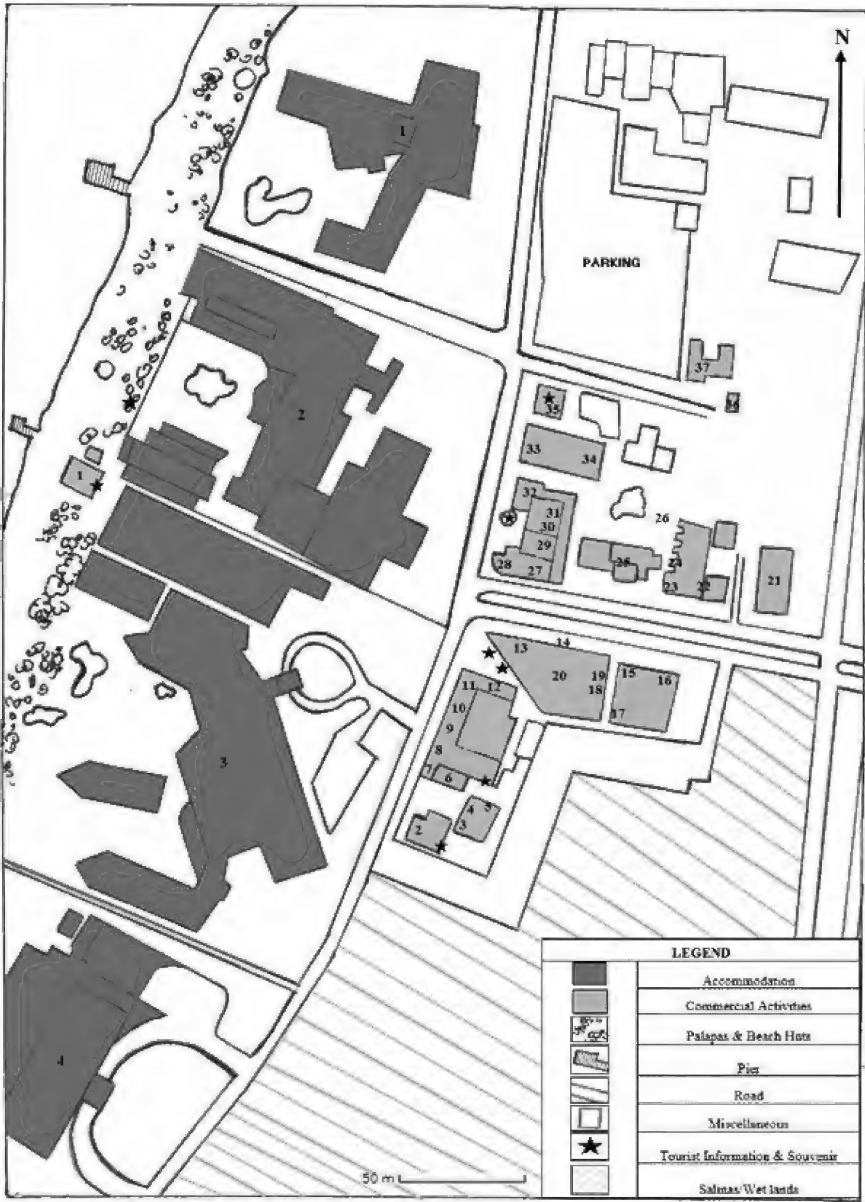 N
1
PARKING
37
36
35
33 34
2
32
31
30
29
28 27
26
25
24
23 22
21
1
14
13
20
19
18
15 16
17
11 12
10
9
8
7 6
4 5
3
2
3
4
LEGEND
Accommodation
Commercial Activities
Palapas & Beach Huts
Pier
Road
Miscellaneous
Tourist Information & Souvenir
Salinas/Wetlands
50 m